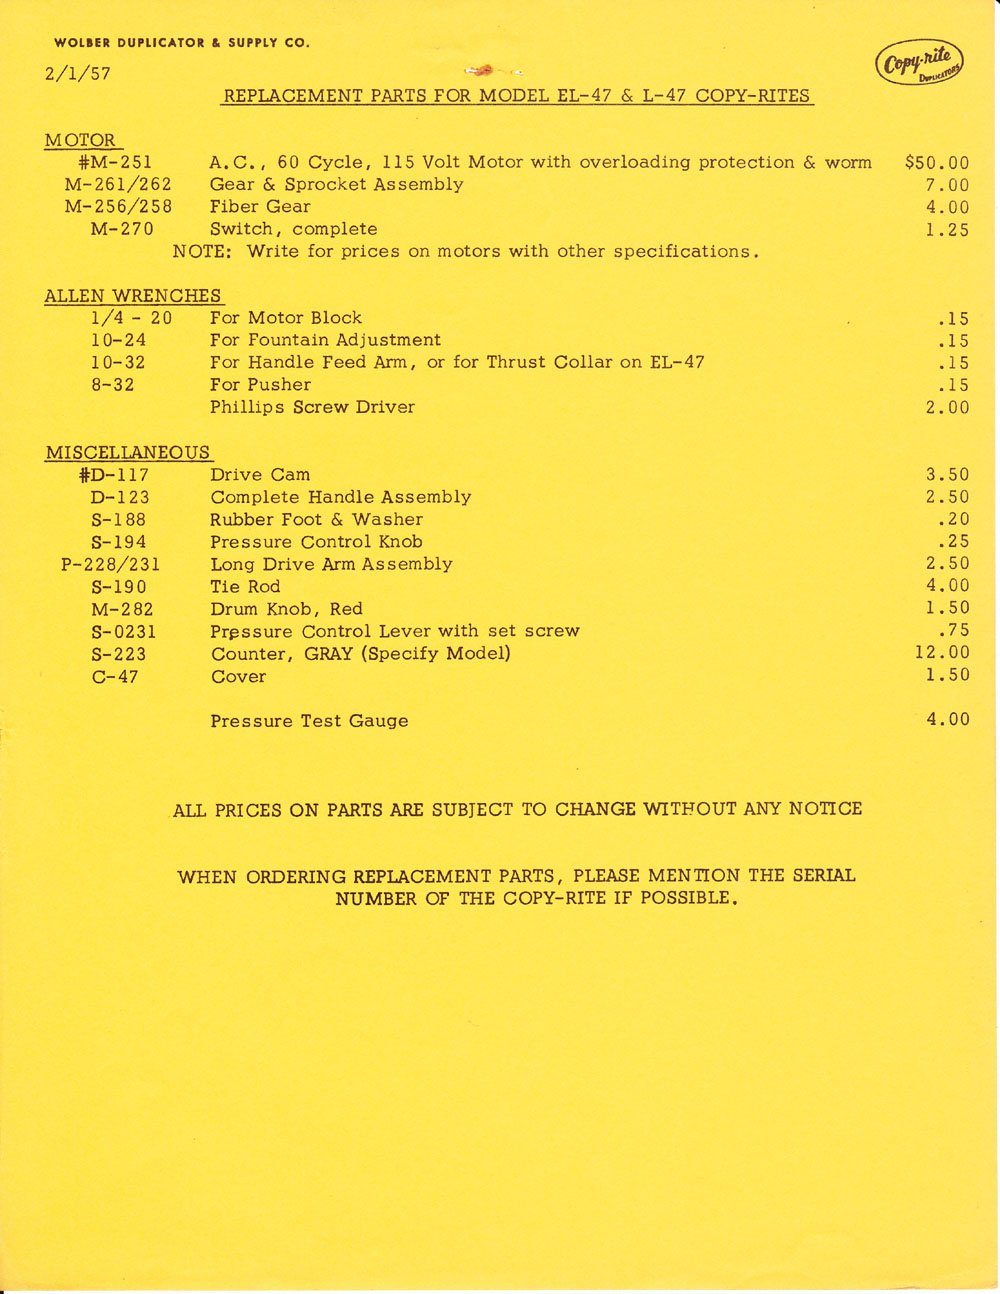 WOLBER DUPLICATOR & SUPPLY CO.
2/1/57
Copy-rite
DUPLICATORS
REPLACEMENT PARTS FOR MODEL EL-47 & L-47 COPY-RITES
MOTOR
#M-251 A.C., 60 Cycle, 115 Volt Motor with overloading protection & worm $50.00
M-261/262 Gear & Sprocket Assembly 7.00
M-256/258 Fiber Gear 4.00
M-270 Switch, complete 1.25
NOTE: Write for prices on motors with other specifications.
ALLEN WRENCHES
1/4 - 20 For Motor Block .15
10-24 For Fountain Adjustment .15
10-32 For Handle Feed Arm, or for Thrust Collar on EL-47 .15
8-32 For Pusher .15
Phillips Screw Driver 2.00
MISCELLANEOUS
#D-117 Drive Cam 3.50
D-123 Complete Handle Assembly 2.50
S-188 Rubber Foot & Washer .20
S-194 Pressure Control Knob .25
P-228/231 Long Drive Arm Assembly 2.50
S-190 Tie Rod 4.00
M-282 Drum Knob, Red 1.50
S-0231 Pressure Control Lever with set screw .75
S-223 Counter, GRAY (Specify Model) 12.00
C-47 Cover 1.50
Pressure Test Gauge 4.00
ALL PRICES ON PARTS ARE SUBJECT TO CHANGE WITHOUT ANY NOTICE
WHEN ORDERING REPLACEMENT PARTS, PLEASE MENTION THE SERIAL
NUMBER OF THE COPY-RITE IF POSSIBLE.